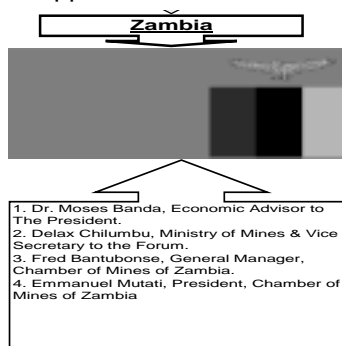 Zambia
1. Dr. Moses Banda, Economic Advisor to
The President.
2. Delax Chilumbu, Ministry of Mines & Vice
Secretary to the Forum.
3. Fred Bantubonse, General Manager,
Chamber of Mines of Zambia.
4. Emmanuel Mutati, President, Chamber of
Mines of Zambia